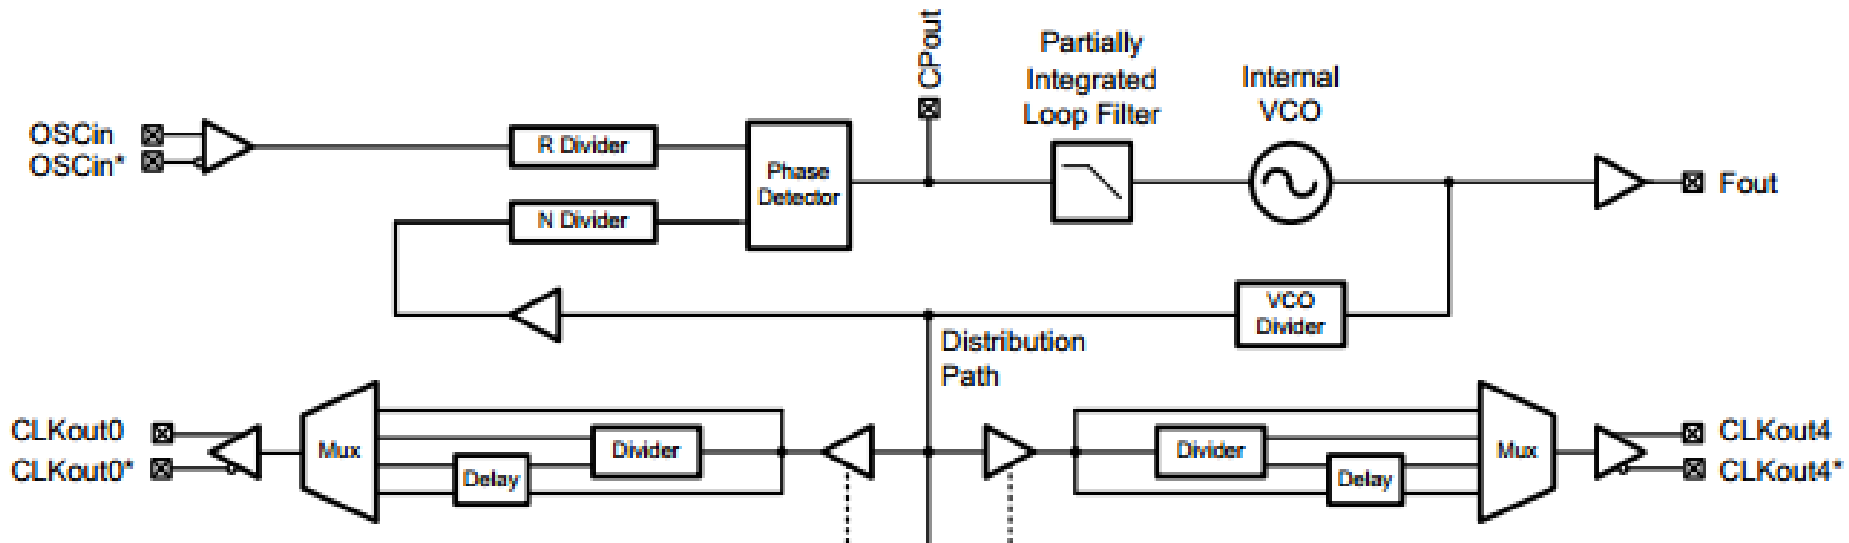 CPout
Partially
Integrated
Loop Filter
Internal
VCO
OSCin
OSCin*
R Divider
N Divider
Phase
Detector
Fout
VCO
Divider
Distribution
Path
CLKout0
CLKout0*
Mux
Divider
Delay
Divider
Delay
Mux
CLKout4
CLKout4*